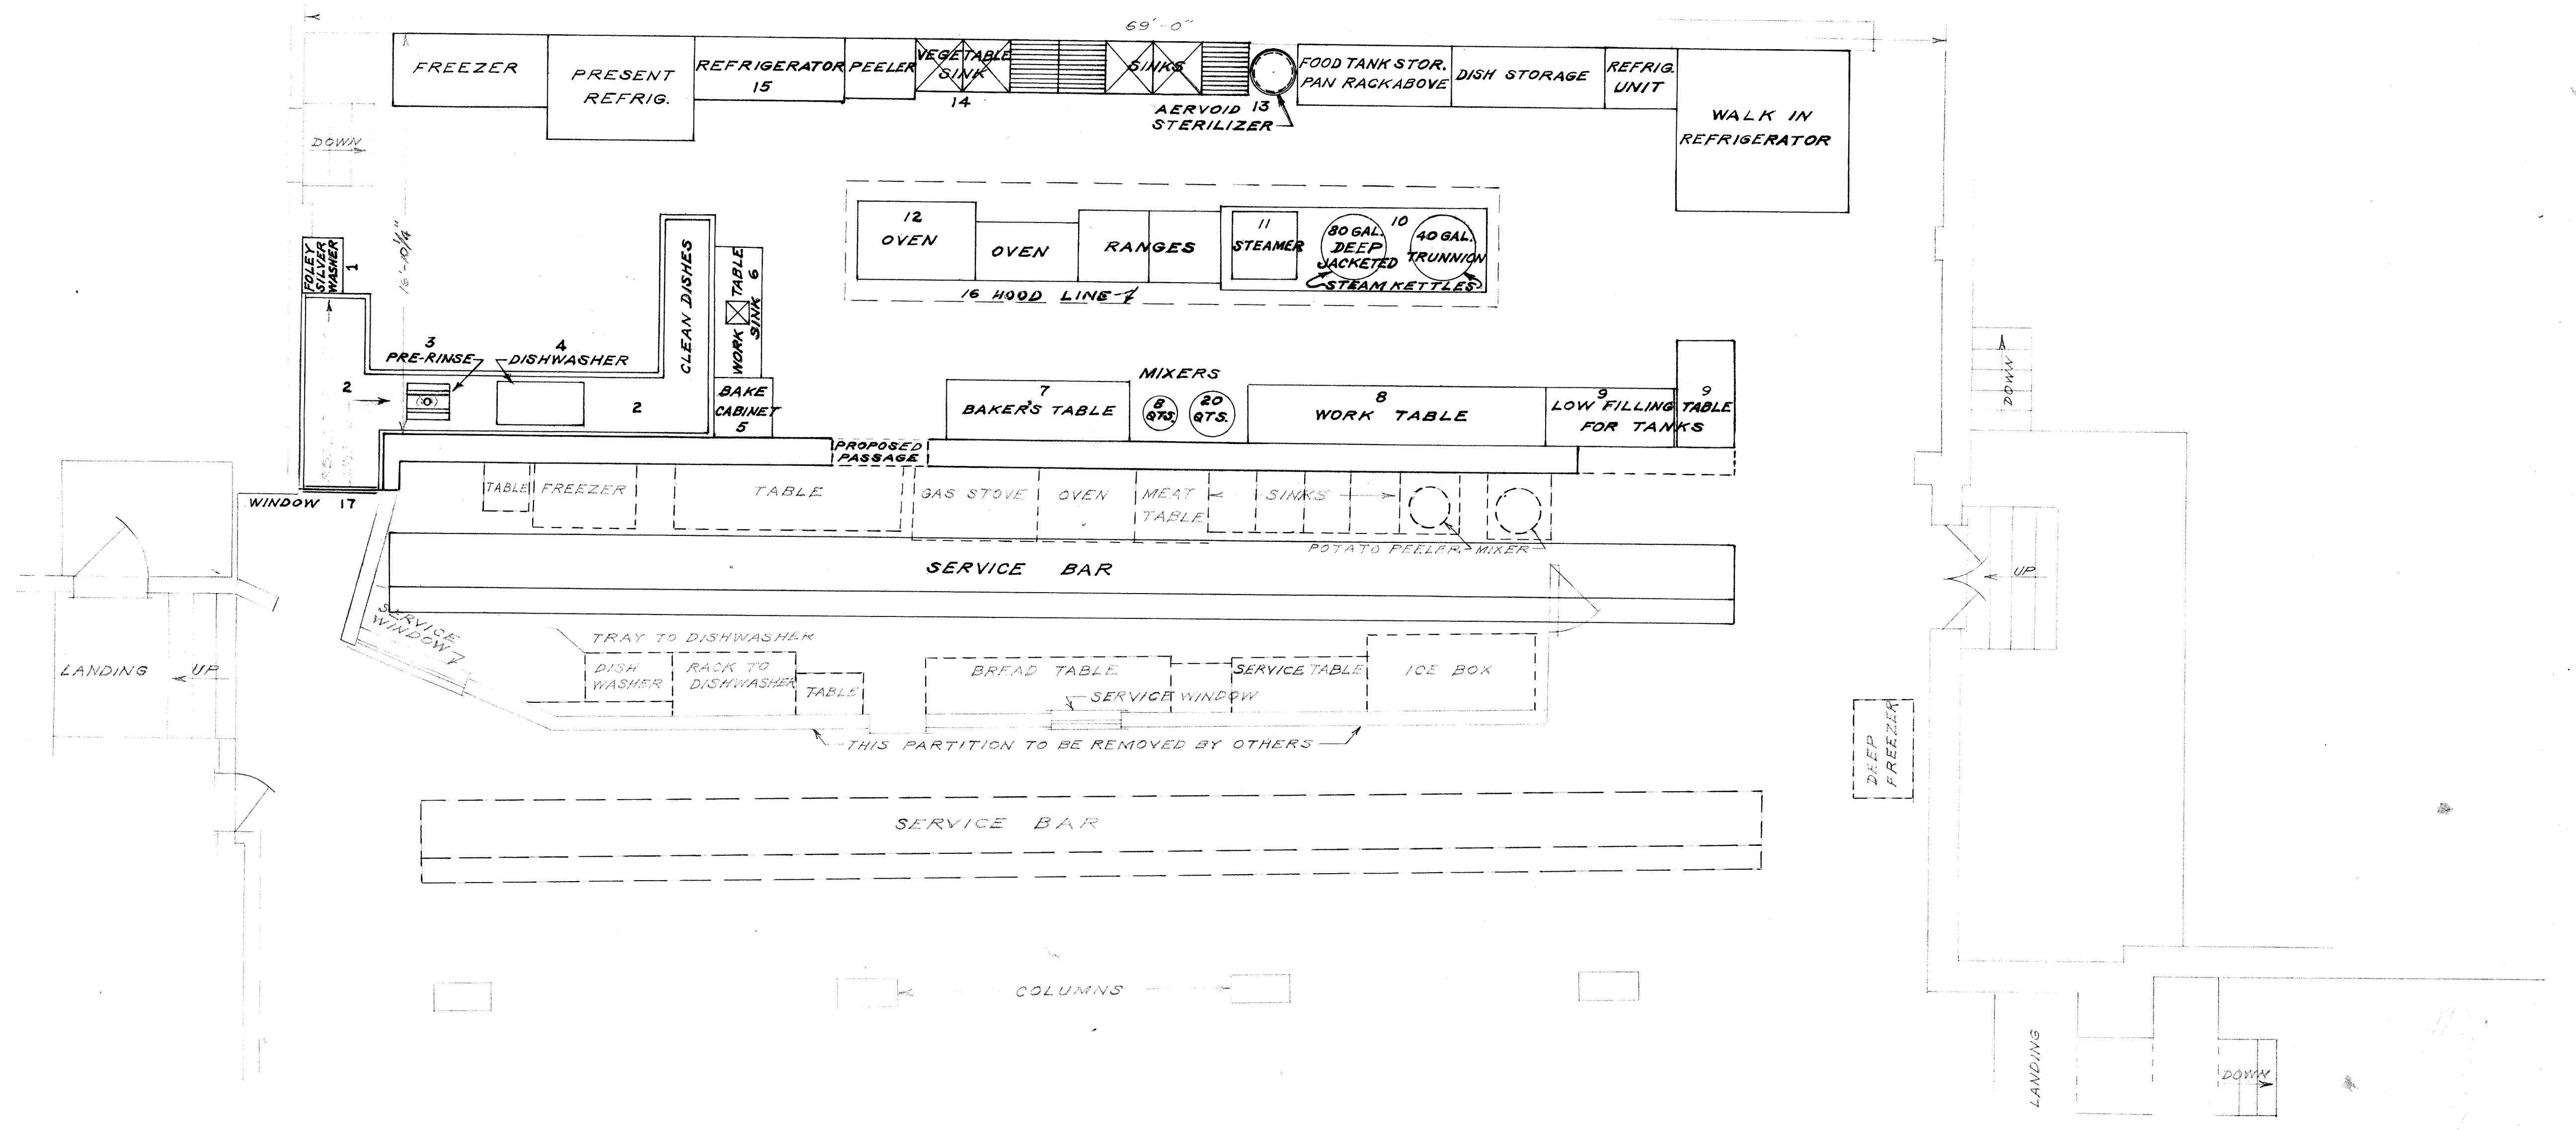 69'-0"
FREEZER
PRESENT
REFRIG.
REFRIGERATOR
15
PEELER
VEGETABLE
SINK
14
SINKS
AERVOID 13
STERILIZER
FOOD TANK STOR.
PAN RACK ABOVE
DISH STORAGE
REFRIG.
UNIT
WALK IN
REFRIGERATOR
DOWN
16'-10¼"
FOLEY
SILVER
WASHER
1
12
OVEN
OVEN
RANGES
11
STEAMER
80 GAL.
DEEP
JACKETED
10
40 GAL.
TRUNNION
STEAM KETTLES
16 HOOD LINE
CLEAN DISHES
WORK TABLE
SINK 6
3
PRE-RINSE
4
DISHWASHER
2
2
BAKE
CABINET
5
7
BAKER'S TABLE
MIXERS
8
QTS.
20
QTS.
8
WORK TABLE
9
LOW FILLING
FOR TANKS
9
TABLE
DOWN
PROPOSED
PASSAGE
WINDOW 17
TABLE
FREEZER
TABLE
GAS STOVE
OVEN
MEAT
TABLE
SINKS
POTATO PEELER
MIXER
SERVICE BAR
UP
SERVICE
WINDOW
LANDING
UP
TRAY TO DISHWASHER
DISH
WASHER
RACK TO
DISHWASHER
TABLE
BREAD TABLE
SERVICE WINDOW
SERVICE TABLE
ICE BOX
THIS PARTITION TO BE REMOVED BY OTHERS
DEEP
FREEZER
SERVICE BAR
COLUMNS
LANDING
DOWN